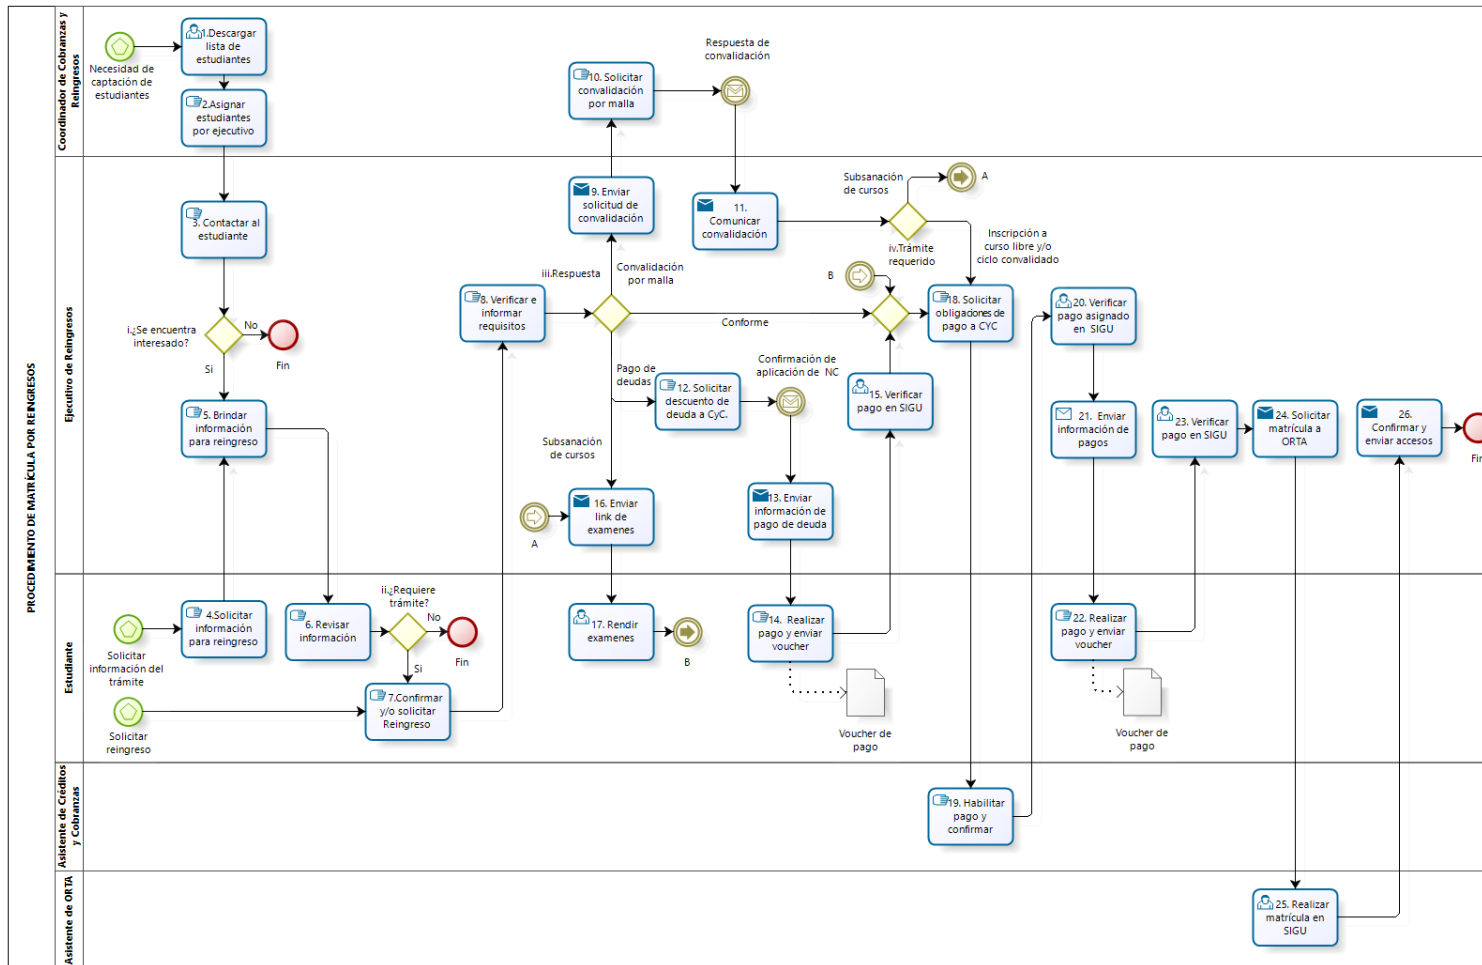 PROCEDIMIENTO DE MATRÍCULA POR REINGRESOS
Coordinador de Cobranzas y
Reingresos
Necesidad de
captación de
estudiantes
1.Descargar
lista de
estudiantes
2.Asignar
estudiantes
por ejecutivo
10. Solicitar
convalidación
por malla
Respuesta de
convalidación
Ejecutivo de Reingresos
3. Contactar al
estudiante
i.¿Se encuentra
interesado?
No
Fin
Si
5. Brindar
información
para reingreso
8. Verificar e
informar
requisitos
9. Enviar
solicitud de
convalidación
iii.Respuesta
Convalidación
por malla
Conforme
Pago de
deudas
Subsanación
de cursos
11.
Comunicar
convalidación
Subsanación
de cursos
A
iv.Trámite
requerido
Inscripción a
curso libre y/o
ciclo convalidado
B
18. Solicitar
obligaciones de
pago a CYC
12. Solicitar
descuento de
deuda a CyC.
Confirmación de
aplicación de NC
15. Verificar
pago en SIGU
13. Enviar
información de
pago de deuda
A
16. Enviar
link de
examenes
20. Verificar
pago asignado
en SIGU
21. Enviar
información de
pagos
23. Verificar
pago en SIGU
24. Solicitar
matrícula a
ORTA
26.
Confirmar y
enviar accesos
Fin
Estudiante
Solicitar
información del
trámite
4.Solicitar
información
para reingreso
6. Revisar
información
ii.¿Requiere
trámite?
No
Fin
Si
Solicitar
reingreso
7.Confirmar
y/o solicitar
Reingreso
17. Rendir
examenes
B
14. Realizar
pago y enviar
voucher
Voucher de
pago
22. Realizar
pago y enviar
voucher
Voucher de
pago
Asistente de Créditos
y Cobranzas
19. Habilitar
pago y
confirmar
Asistente de ORTA
25. Realizar
matrícula en
SIGU